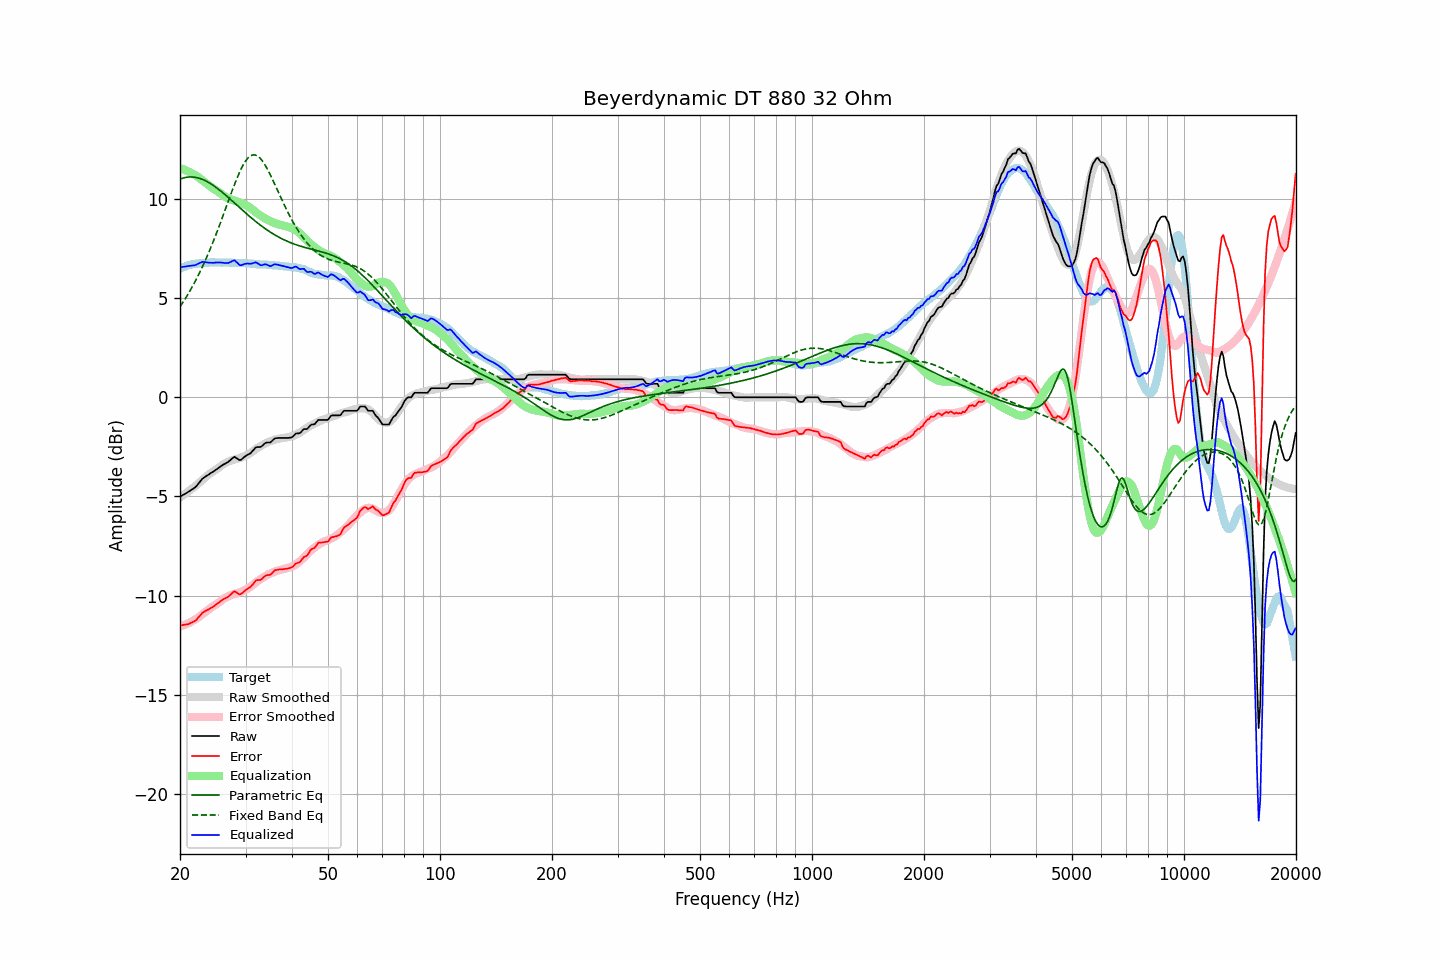 Beyerdynamic DT 880 32 Ohm
Amplitude (dBr)
10
5
0
−5
−10
−15
−20
Target
Raw Smoothed
Error Smoothed
Raw
Error
Equalization
Parametric Eq
Fixed Band Eq
Equalized
20
50
100
200
500
1000
2000
5000
10000
20000
Frequency (Hz)